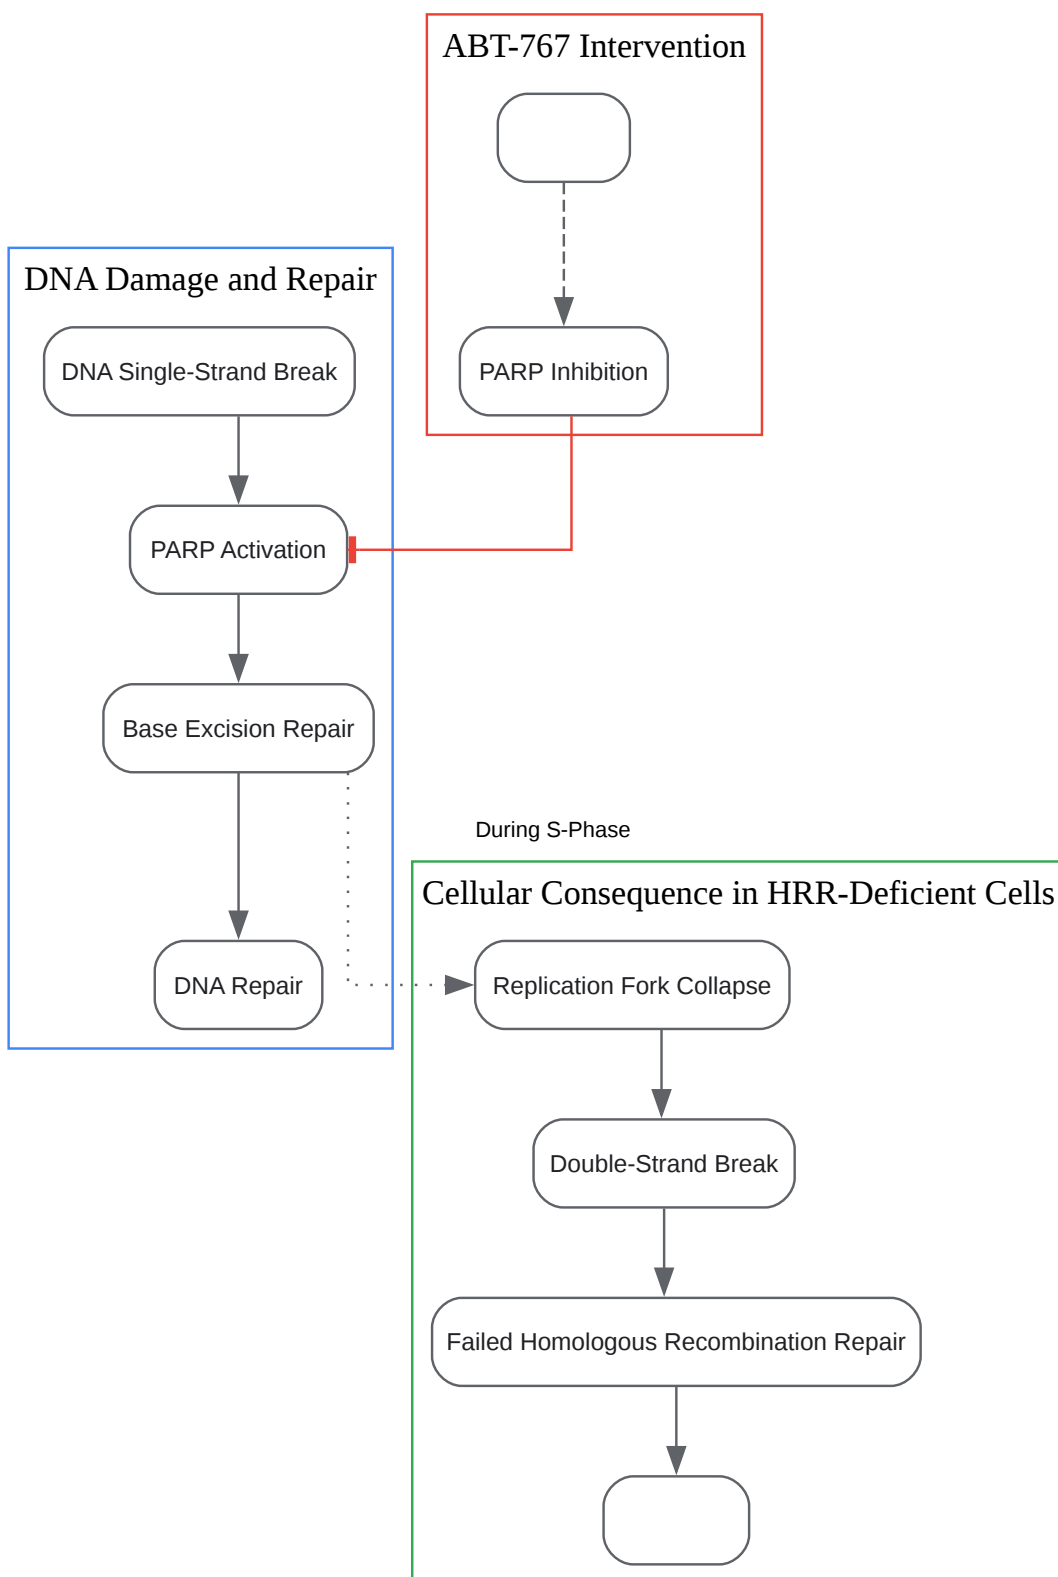 ABT-767 Intervention
PARP Inhibition
DNA Damage and Repair
DNA Single-Strand Break
PARP Activation
Base Excision Repair
DNA Repair
During S-Phase
Cellular Consequence in HRR-Deficient Cells
Replication Fork Collapse
Double-Strand Break
Failed Homologous Recombination Repair